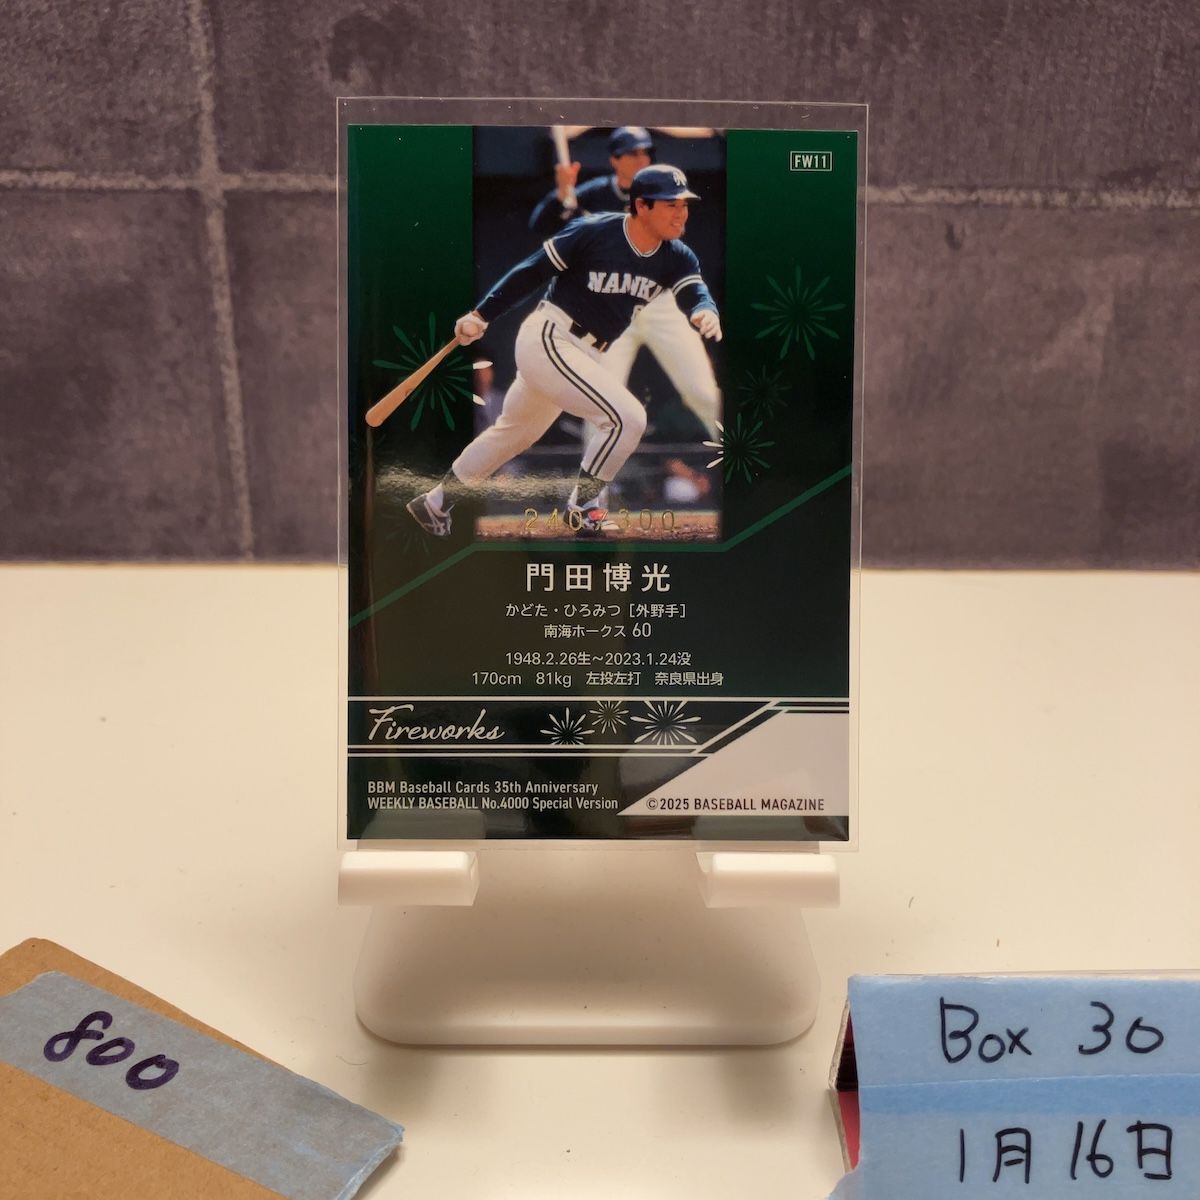 FW11
NANK
240/300
門田博光
かどた・ひろみつ［外野手］
南海ホークス 60
1948.2.26生~2023.1.24没
170cm 81kg 左投左打 奈良県出身
Fireworks
BBM Baseball Cards 35th Anniversary
WEEKLY BASEBALL No.4000 Special Version
©2025 BASEBALL MAGAZINE
800
Box 30
1月16日